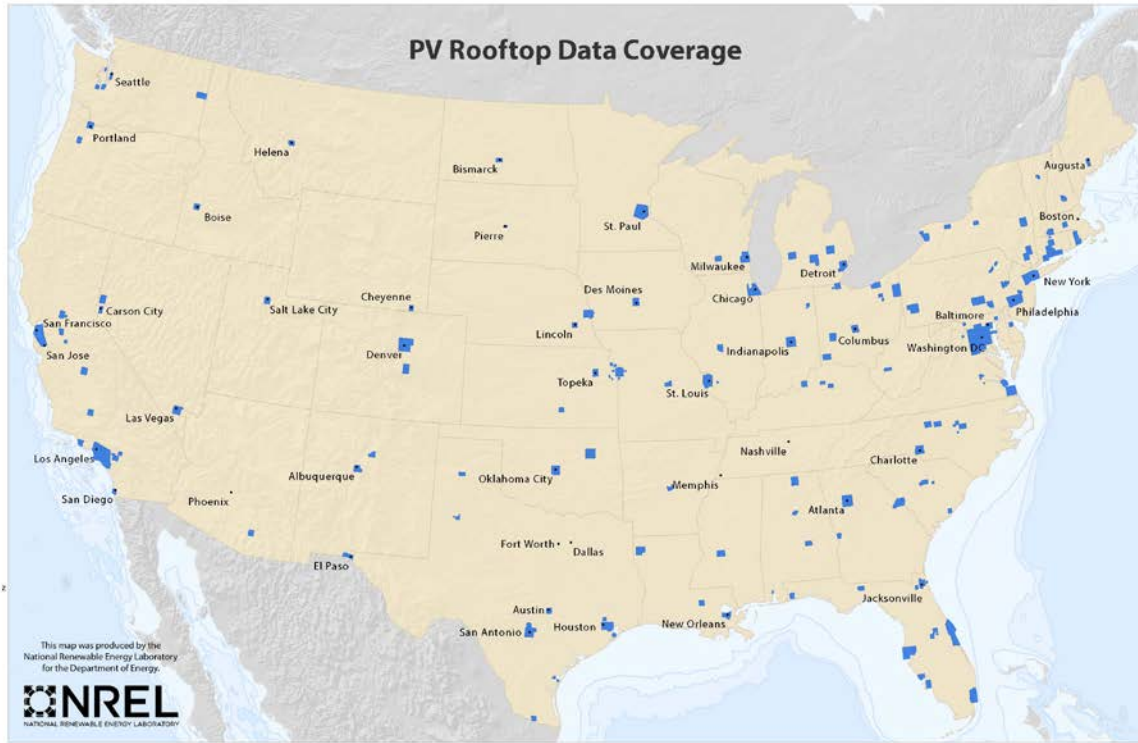 PV Rooftop Data Coverage
Seattle
Portland
Helena
Bismarck
Augusta
Boise
Pierre
St. Paul
Boston
Milwaukee
Detroit
New York
Carson City
Salt Lake City
Cheyenne
Des Moines
Chicago
Philadelphia
San Francisco
Lincoln
Baltimore
San Jose
Denver
Indianapolis
Columbus
Washington DC
Topeka
St. Louis
Las Vegas
Los Angeles
Albuquerque
Oklahoma City
Nashville
Charlotte
San Diego
Phoenix
Memphis
Atlanta
El Paso
Fort Worth
Dallas
Jacksonville
Austin
San Antonio
Houston
New Orleans
z
This map was produced by the
National Renewable Energy Laboratory
for the Department of Energy.
NREL
NATIONAL RENEWABLE ENERGY LABORATORY